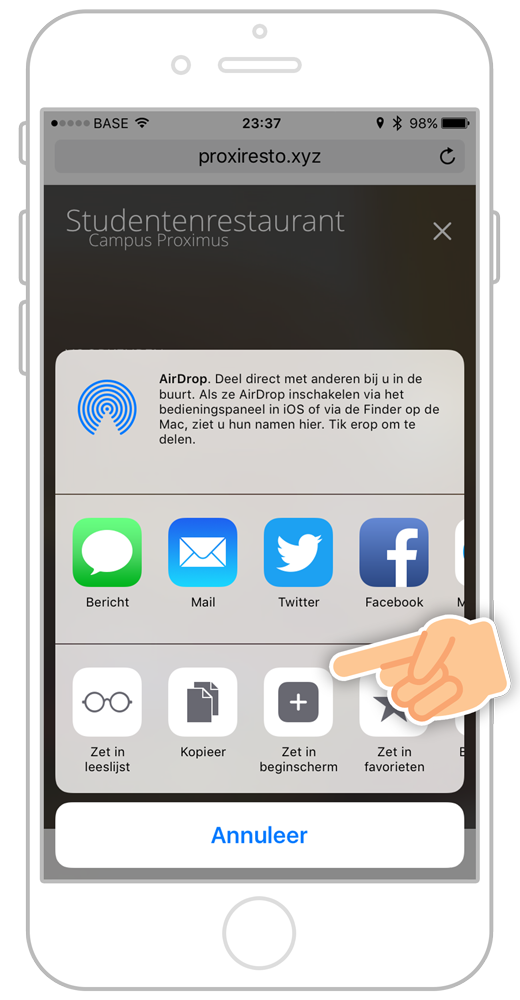 BASE 23:37 98%
proxiresto.xyz
Studentenrestaurant
Campus Proximus
AirDrop. Deel direct met anderen bij u in de
buurt. Als ze AirDrop inschakelen via het
bedieningspaneel in iOS of via de Finder op de
Mac, ziet u hun namen hier. Tik erop om te
delen.
Bericht Mail Twitter Facebook M
Zet in Kopieer Zet in Zet in
leeslijst beginscherm favorieten
Annuleer